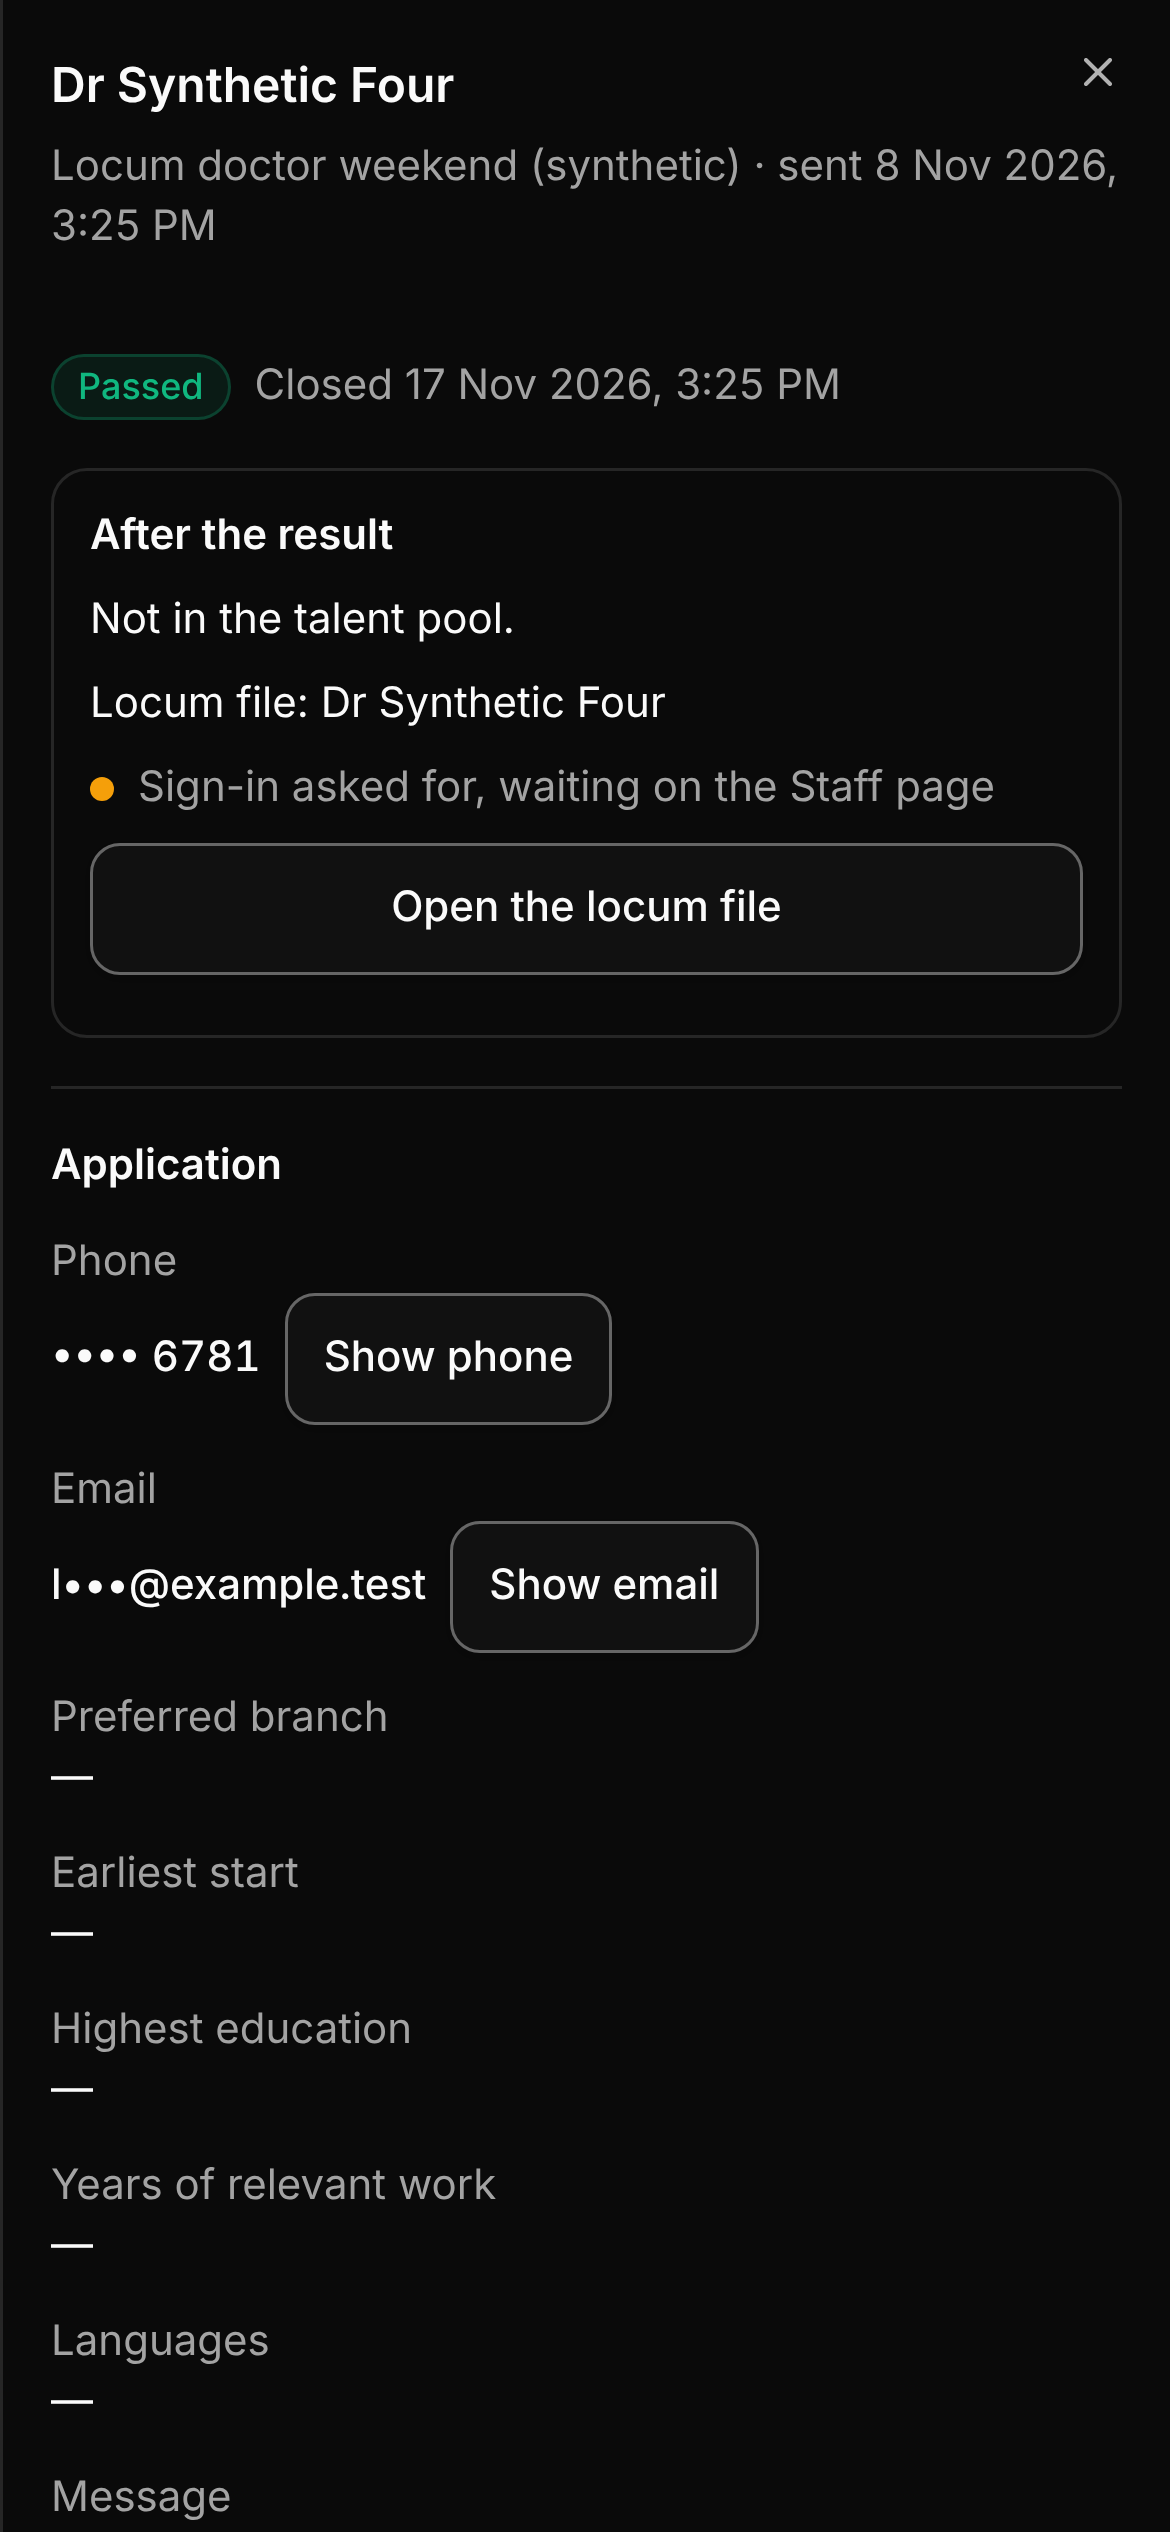 Dr Synthetic Four
Locum doctor weekend (synthetic) · sent 8 Nov 2026,
3:25 PM
Passed Closed 17 Nov 2026, 3:25 PM
After the result
Not in the talent pool.
Locum file: Dr Synthetic Four
Sign-in asked for, waiting on the Staff page
Open the locum file
Application
Phone
•••• 6781 Show phone
Email
l•••@example.test Show email
Preferred branch
—
Earliest start
—
Highest education
—
Years of relevant work
—
Languages
—
Message